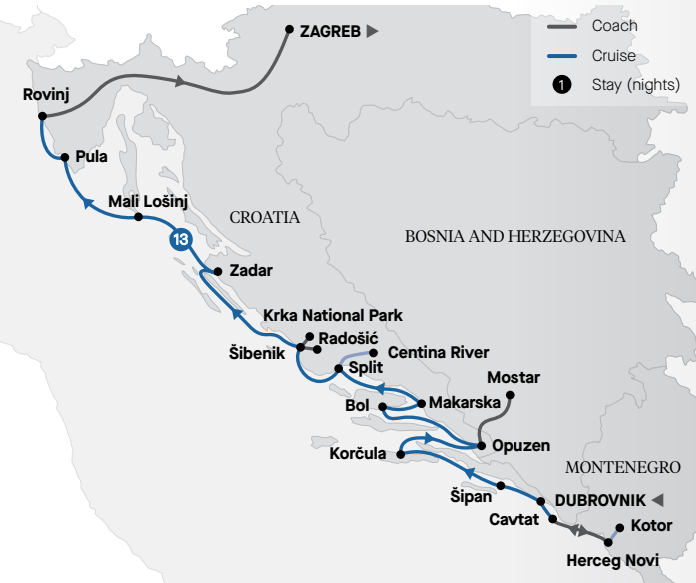 ZAGREB
Coach
Cruise
1 Stay (nights)
Rovinj
Pula
Mali Lošinj
CROATIA
13
BOSNIA AND HERZEGOVINA
Zadar
Krka National Park
Radošić
Šibenik
Centina River
Split
Mostar
Bol
Makarska
Opuzen
Korčula
MONTENEGRO
Šipan
DUBROVNIK
Cavtat
Kotor
Herceg Novi